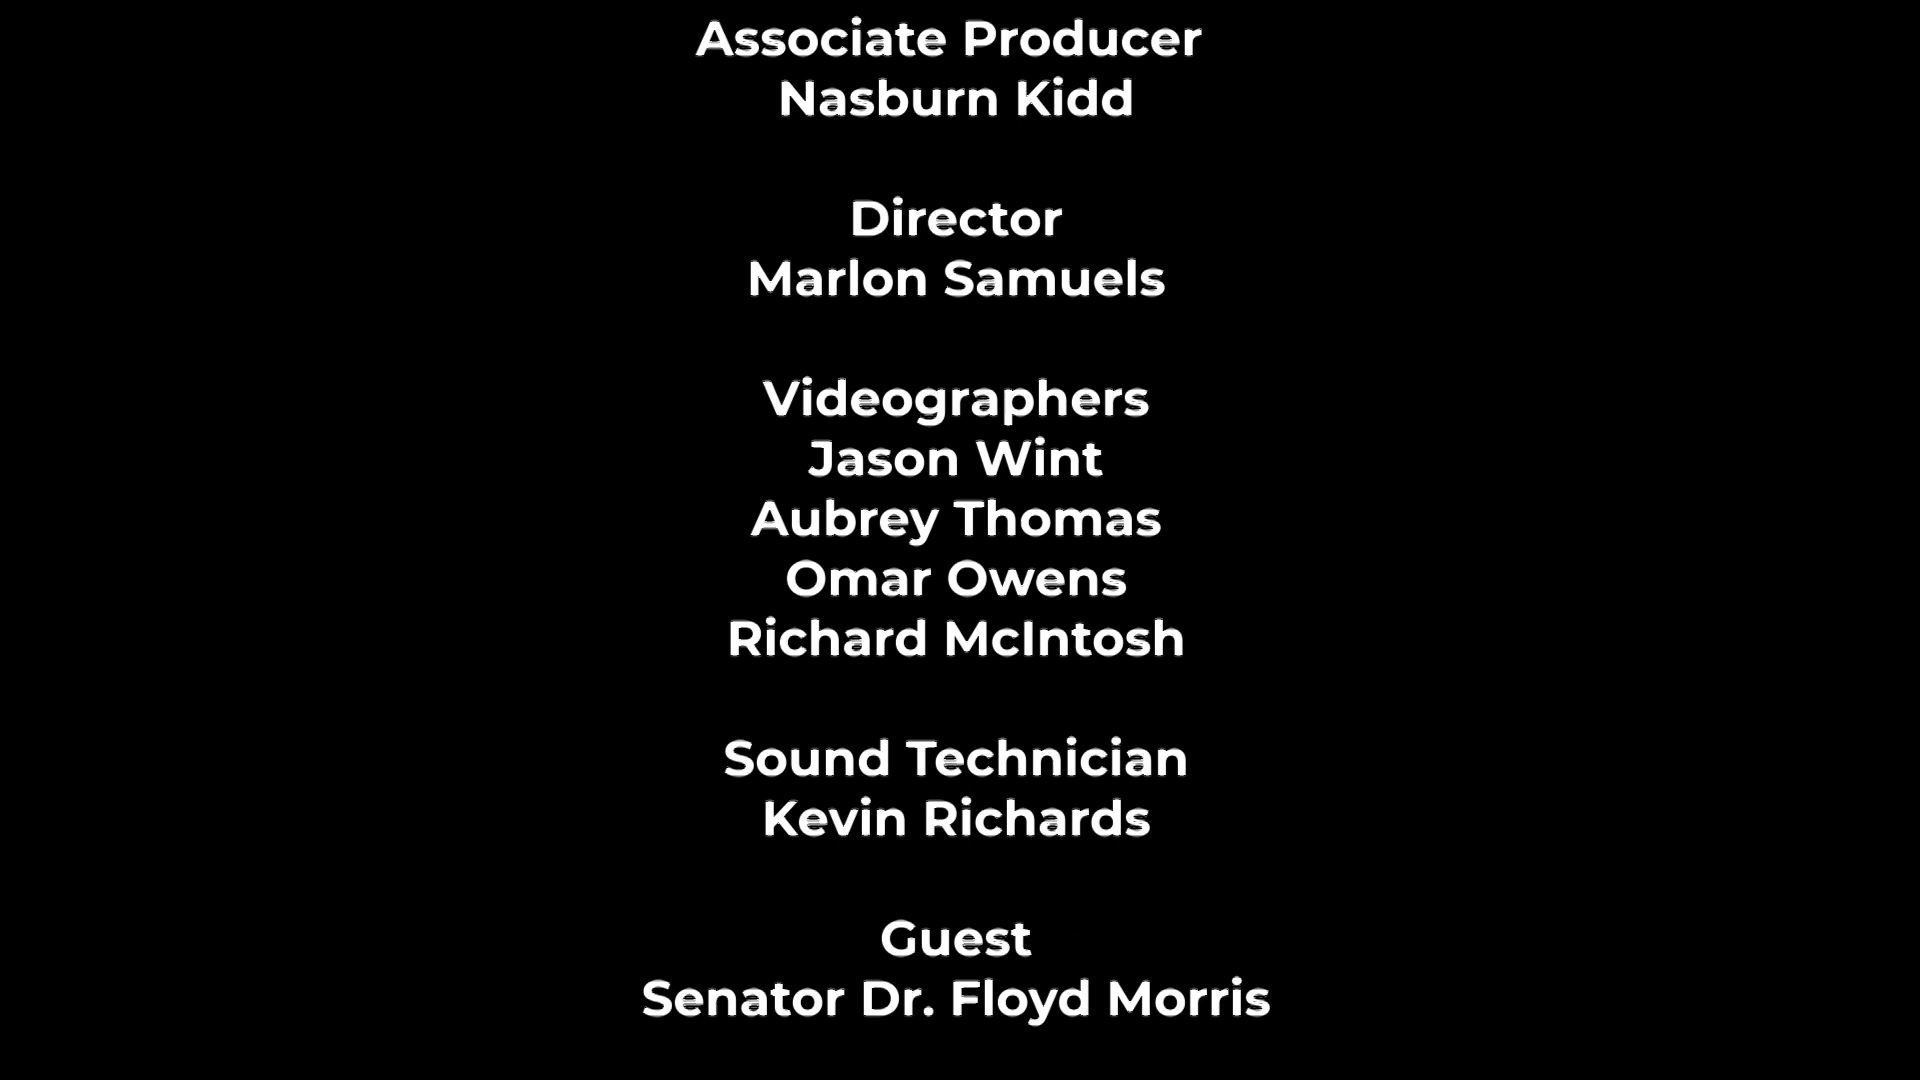 Associate Producer
Nasburn Kidd
Director
Marlon Samuels
Videographers
Jason Wint
Aubrey Thomas
Omar Owens
Richard McIntosh
Sound Technician
Kevin Richards
Guest
Senator Dr. Floyd Morris